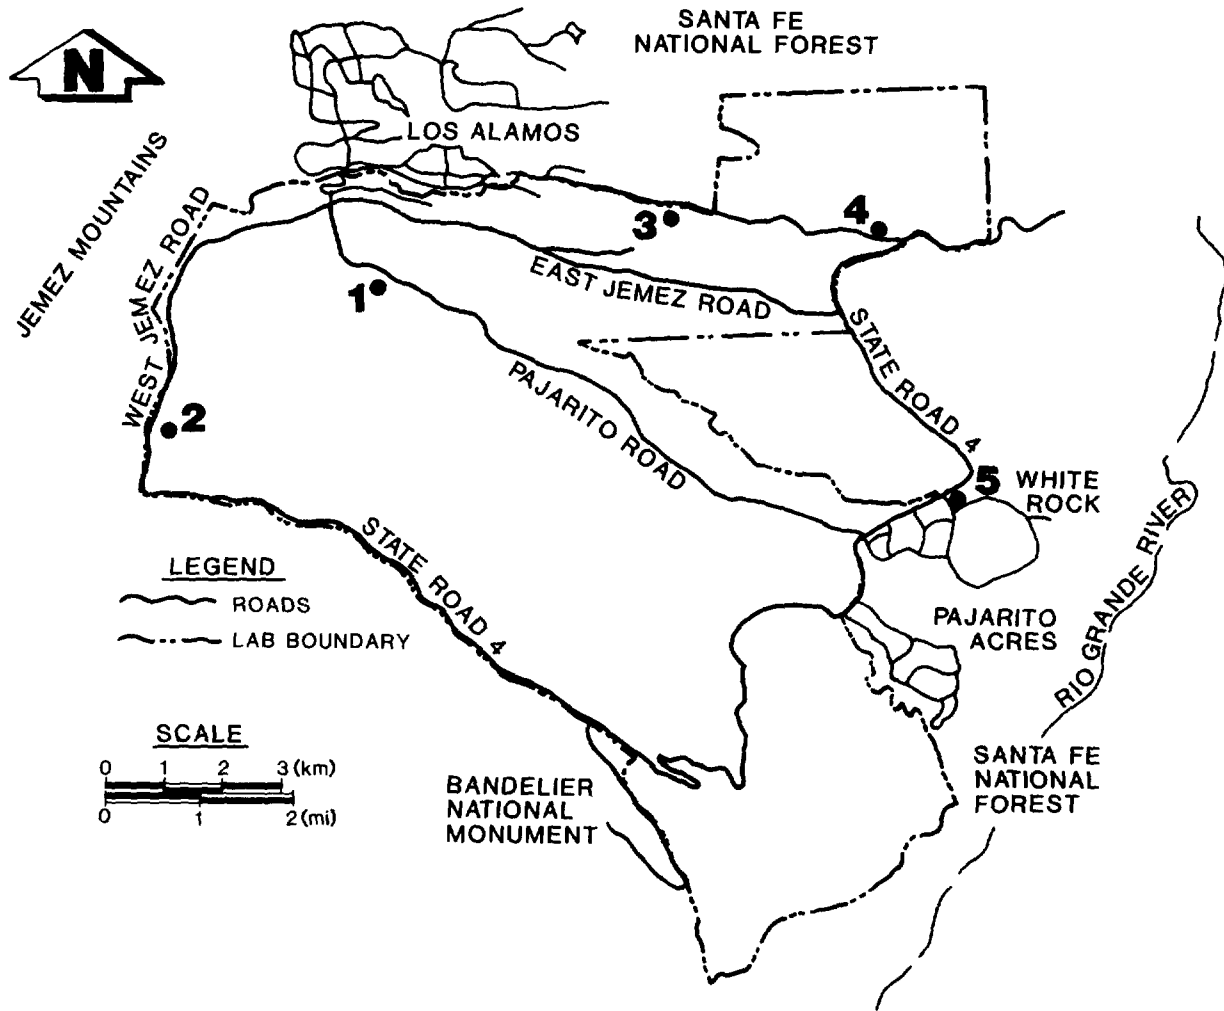 SANTA FE
NATIONAL FOREST
N
LOS ALAMOS
JEMEZ MOUNTAINS
WEST JEMEZ ROAD
3
4
1
EAST JEMEZ ROAD
STATE ROAD 4
PAJARITO ROAD
2
5
WHITE
ROCK
STATE ROAD 4
LEGEND
ROADS
LAB BOUNDARY
PAJARITO
ACRES
RIO GRANDE RIVER
SCALE
0 1 2 3 (km)
0 1 2 (mi)
BANDELIER
NATIONAL
MONUMENT
SANTA FE
NATIONAL
FOREST